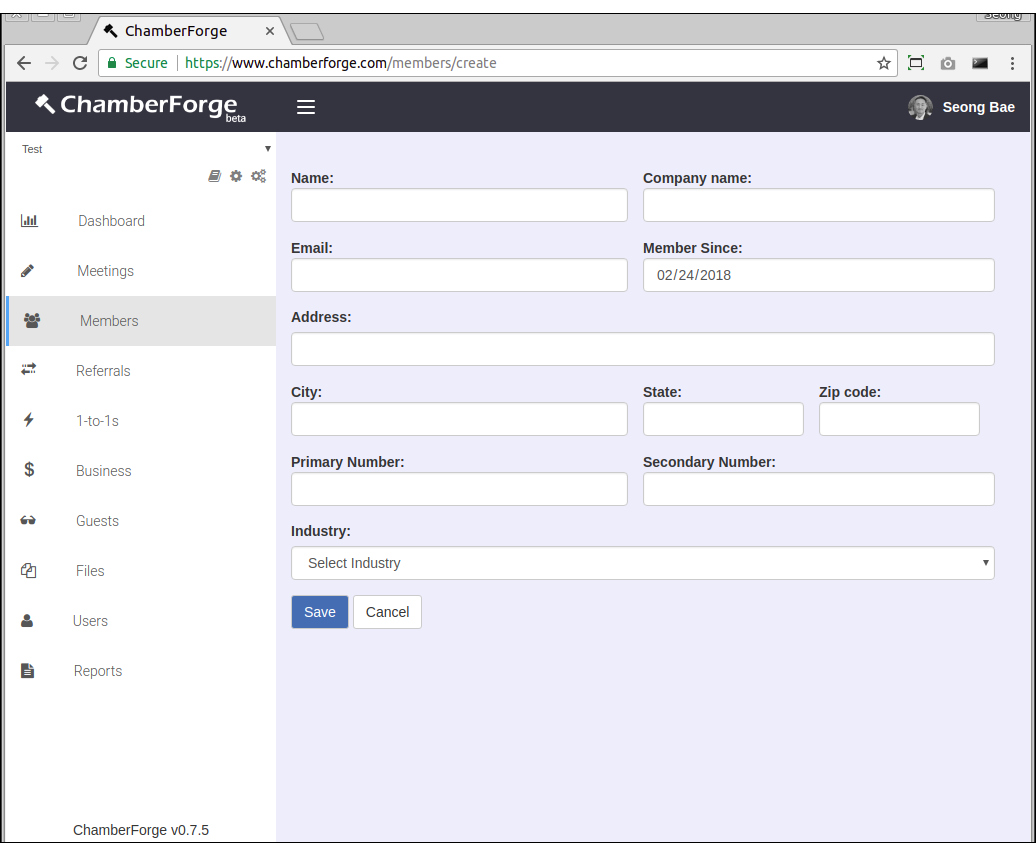 Seong
ChamberForge
Secure
https://www.chamberforge.com/members/create
ChamberForge
beta
Seong Bae
Test
Dashboard
Meetings
Members
Referrals
1-to-1s
Business
Guests
Files
Users
Reports
ChamberForge v0.7.5
Name:
Company name:
Email:
Member Since:
02/24/2018
Address:
City:
State:
Zip code:
Primary Number:
Secondary Number:
Industry:
Select Industry
Save
Cancel